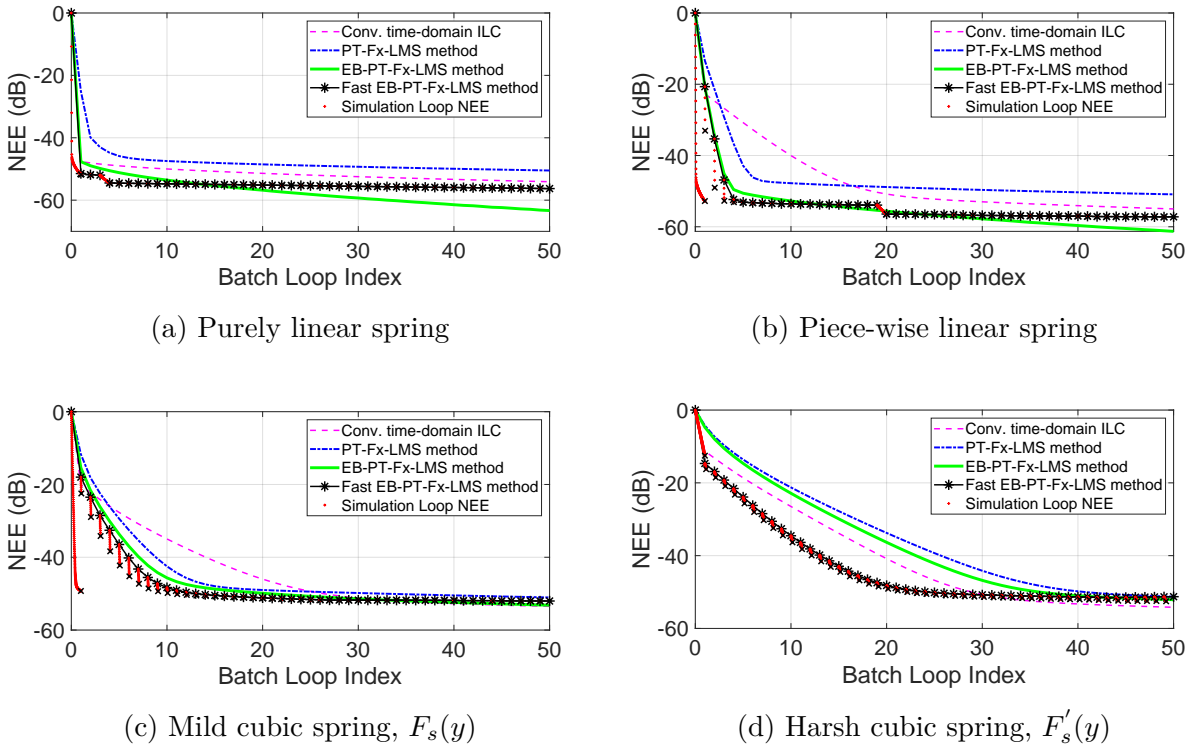 0
-20
-40
-60
NEE (dB)
Conv. time-domain ILC
PT-Fx-LMS method
EB-PT-Fx-LMS method
Fast EB-PT-Fx-LMS method
Simulation Loop NEE
0 10 20 30 40 50
Batch Loop Index
(a) Purely linear spring
0
-20
-40
-60
NEE (dB)
Conv. time-domain ILC
PT-Fx-LMS method
EB-PT-Fx-LMS method
Fast EB-PT-Fx-LMS method
Simulation Loop NEE
0 10 20 30 40 50
Batch Loop Index
(b) Piece-wise linear spring
0
-20
-40
-60
NEE (dB)
Conv. time-domain ILC
PT-Fx-LMS method
EB-PT-Fx-LMS method
Fast EB-PT-Fx-LMS method
Simulation Loop NEE
0 10 20 30 40 50
Batch Loop Index
(c) Mild cubic spring, F_s(y)
0
-20
-40
-60
NEE (dB)
Conv. time-domain ILC
PT-Fx-LMS method
EB-PT-Fx-LMS method
Fast EB-PT-Fx-LMS method
Simulation Loop NEE
0 10 20 30 40 50
Batch Loop Index
(d) Harsh cubic spring, F_s'(y)